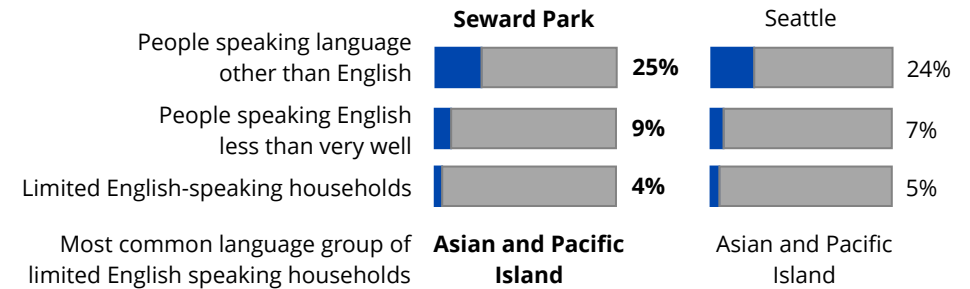 Seward Park
Seattle
People speaking language
other than English
25%
24%
People speaking English
less than very well
9%
7%
Limited English-speaking households
4%
5%
Most common language group of
limited English speaking households
Asian and Pacific
Island
Asian and Pacific
Island